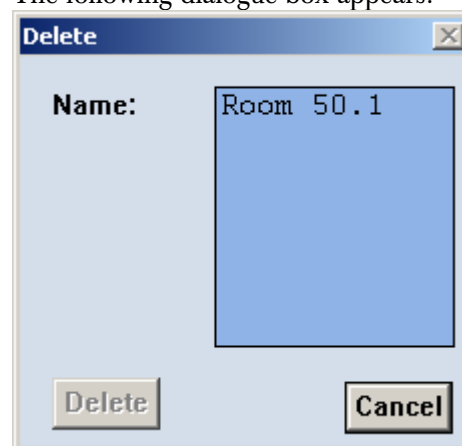 The following dialogue box appears.
Delete
Name:
Room 50.1
Delete
Cancel